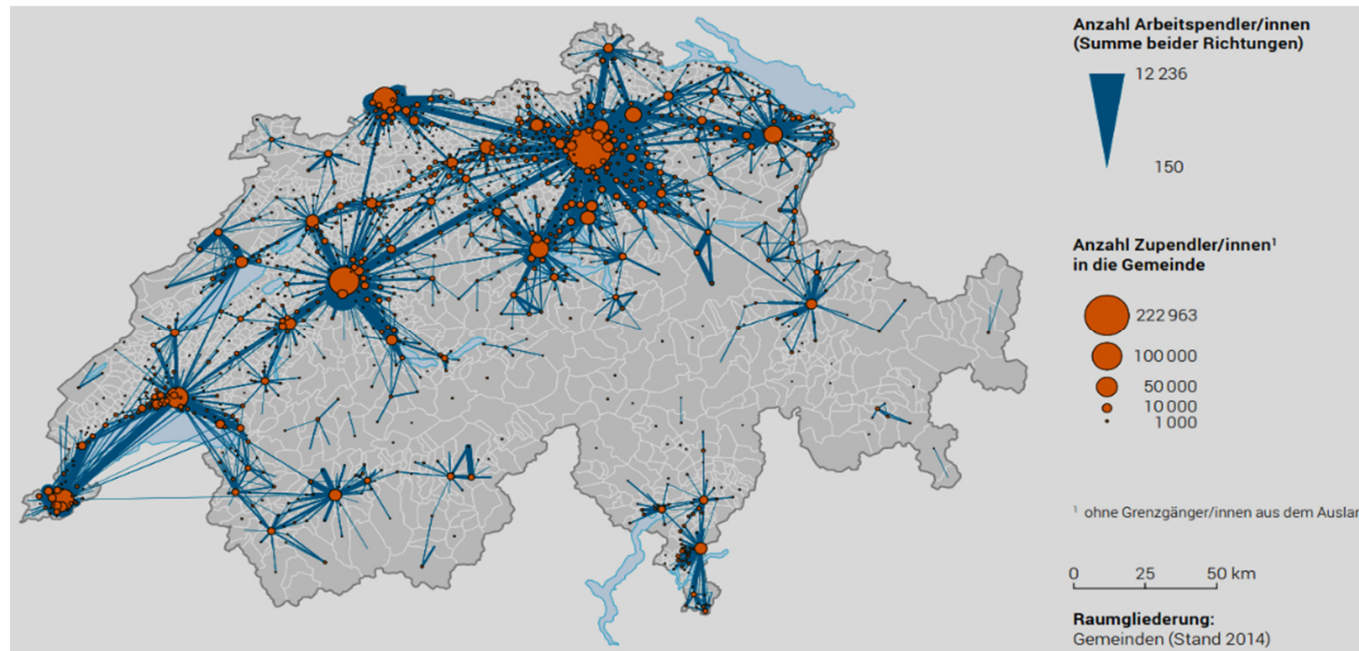 Anzahl Arbeitspendler/innen
(Summe beider Richtungen)
12 236
150
Anzahl Zupendler/innen¹
in die Gemeinde
222 963
100 000
50 000
10 000
1 000
¹ ohne Grenzgänger/innen aus dem Auslan
0 25 50 km
Raumgliederung:
Gemeinden (Stand 2014)